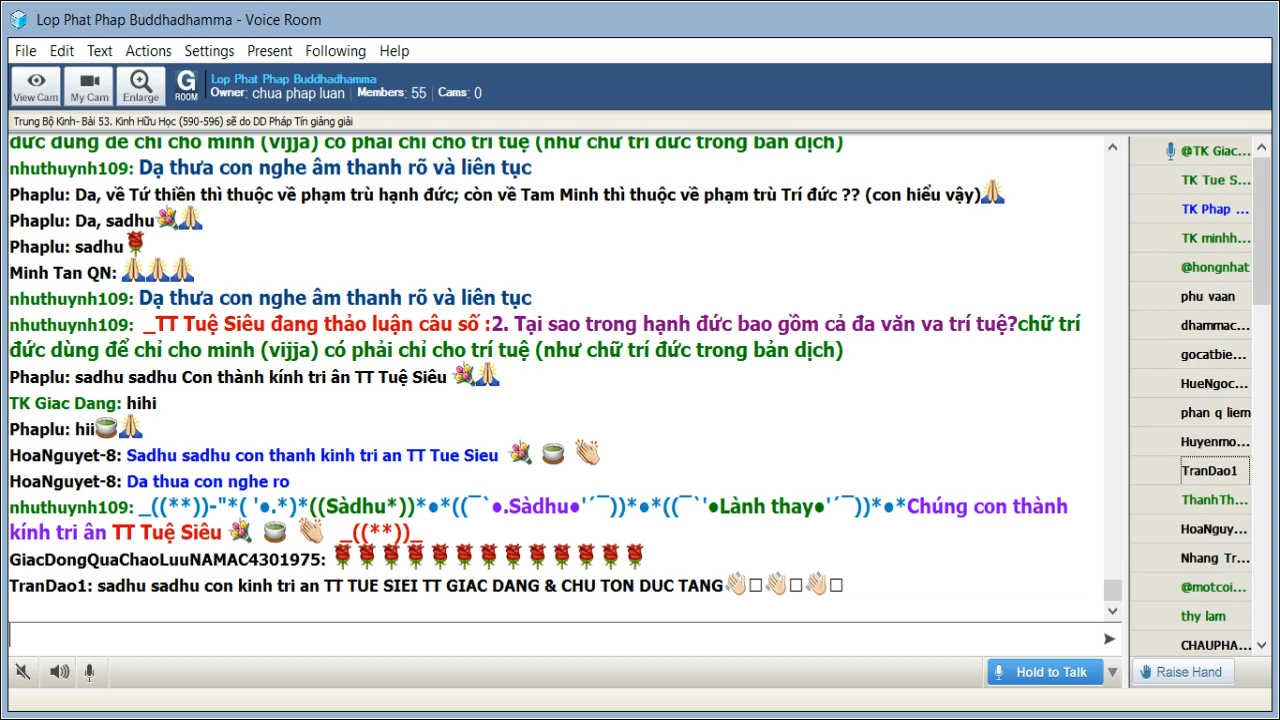 Lop Phat Phap Buddhadhamma - Voice Room
File Edit Text Actions Settings Present Following Help
View Cam My Cam Enlarge G ROOM
Lop Phat Phap Buddhadhamma
Owner: chua phap luan Members: 55 Cams: 0
Trung Bộ Kinh- Bài 53. Kinh Hữu Học (590-596) sẽ do DD Pháp Tín giảng giải
đức dùng để chỉ cho minh (vijja) có phải chỉ cho trí tuệ (như chữ trí đức trong bản dịch)
nhuthuynh109: Dạ thưa con nghe âm thanh rõ và liên tục
Phaplu: Da, về Tứ thiền thì thuộc về phạm trù hạnh đức; còn về Tam Minh thì thuộc về phạm trù Trí đức ?? (con hiểu vậy)
Phaplu: Da, sadhu
Phaplu: sadhu
Minh Tan QN:
nhuthuynh109: Dạ thưa con nghe âm thanh rõ và liên tục
nhuthuynh109: _TT Tuệ Siêu đang thảo luận câu số :2. Tại sao trong hạnh đức bao gồm cả đa văn va trí tuệ?chữ trí
đức dùng để chỉ cho minh (vijja) có phải chỉ cho trí tuệ (như chữ trí đức trong bản dịch)
Phaplu: sadhu sadhu Con thành kính tri ân TT Tuệ Siêu
TK Giac Dang: hihi
Phaplu: hii
HoaNguyet-8: Sadhu sadhu con thanh kinh tri an TT Tue Sieu
HoaNguyet-8: Da thua con nghe ro
nhuthuynh109: _((**))-"*( '●.*)*((Sàdhu*))*●*((¯`●.Sàdhu●'´¯))*●*((¯`'●Lành thay●'´¯))*●*Chúng con thành
kính tri ân TT Tuệ Siêu _((**))_
GiacDongQuaChaoLuuNAMAC4301975:
TranDao1: sadhu sadhu con kinh tri an TT TUE SIEI TT GIAC DANG & CHU TON DUC TANG
Hold to Talk
@TK Giac...
TK Tue S...
TK Phap ...
TK minhh...
@hongnhat
phu vaan
dhammac...
gocatbie...
HueNgoc...
phan q liem
Huyenmo...
TranDao1
ThanhTh...
HoaNguy...
Nhang Tr...
@motcoi...
thy lam
CHAUPHA...
Raise Hand